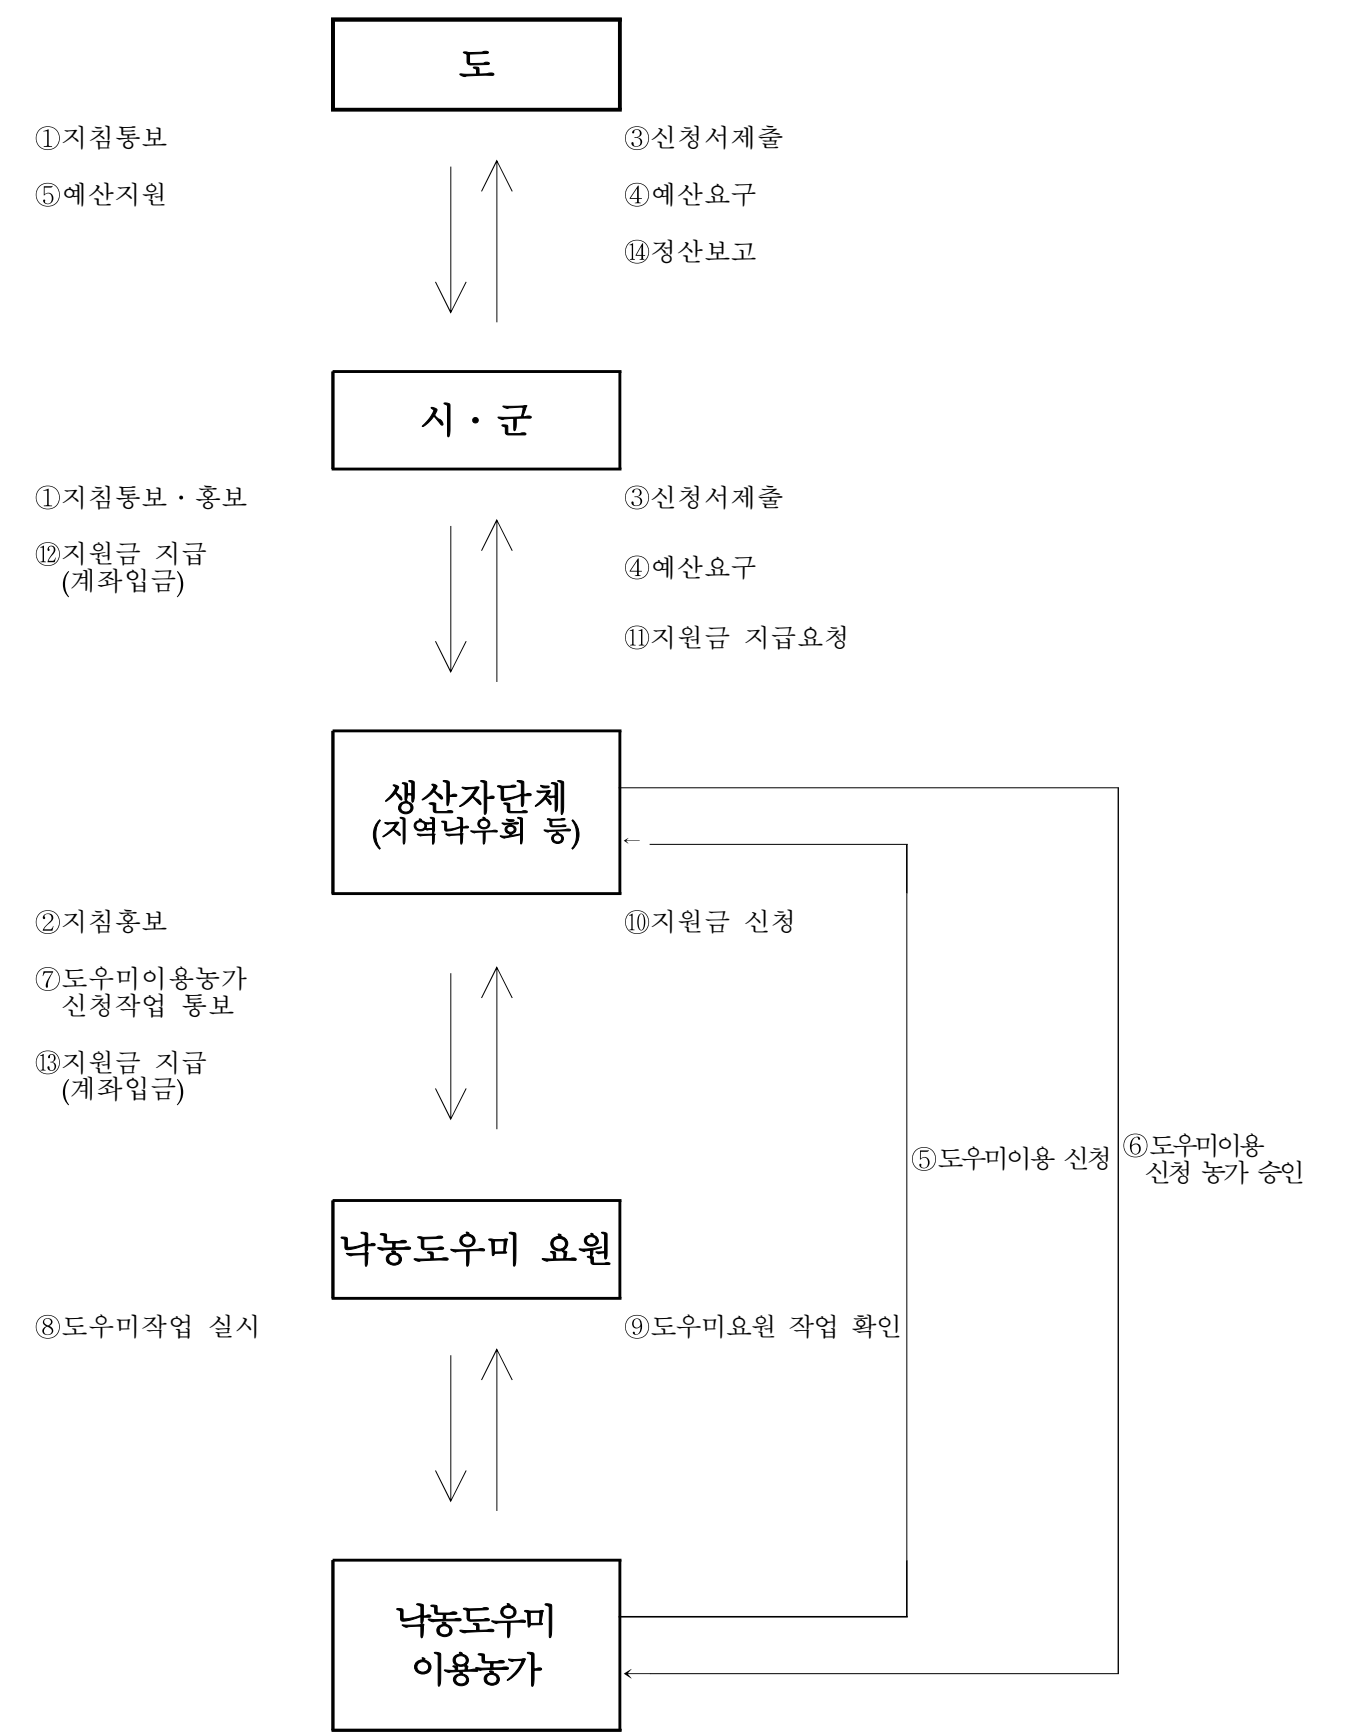 도
①지침통보
③신청서제출
⑤예산지원
④예산요구
⑭정산보고
시 · 군
①지침통보 · 홍보
③신청서제출
⑫지원금 지급
(계좌입금)
④예산요구
⑪지원금 지급요청
생산자단체
(지역낙우회 등)
②지침홍보
⑩지원금 신청
⑦도우미이용농가
신청작업 통보
⑬지원금 지급
(계좌입금)
⑤도우미이용 신청
⑥도우미이용
신청 농가 승인
낙농도우미 요원
⑧도우미작업 실시
⑨도우미요원 작업 확인
낙농도우미
이용농가